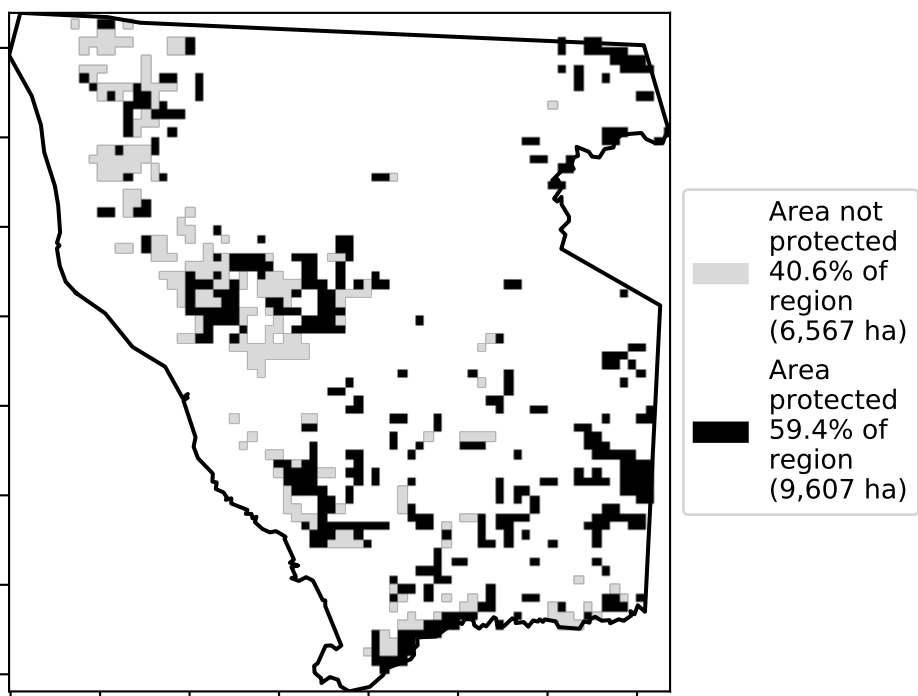 Area not
protected
40.6% of
region
(6,567 ha)
Area
protected
59.4% of
region
(9,607 ha)